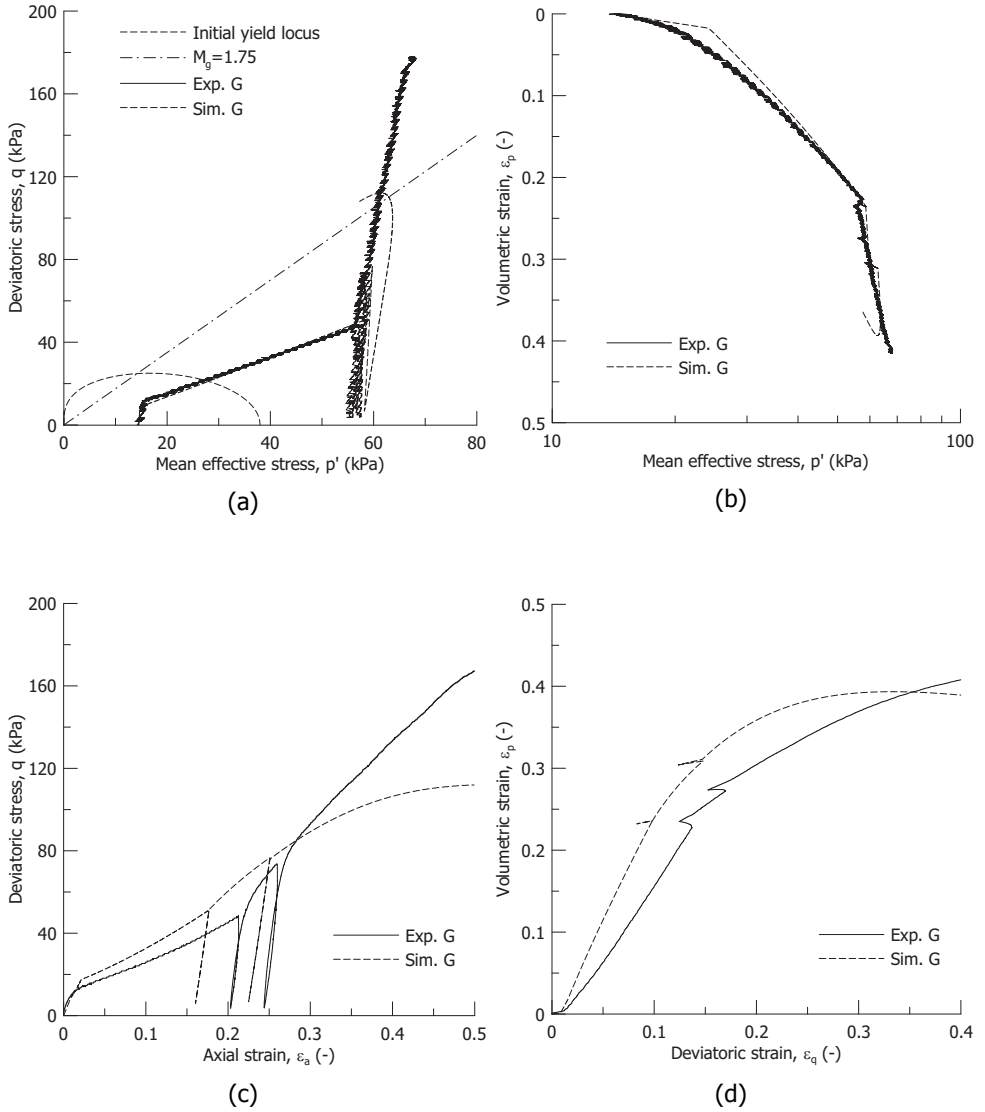 200
160
120
80
40
0
Deviatoric stress, q (kPa)
Initial yield locus
M_g=1.75
Exp. G
Sim. G
0 20 40 60 80
Mean effective stress, p' (kPa)
(a)
0
0.1
0.2
0.3
0.4
0.5
Volumetric strain, ε_p (-)
Exp. G
Sim. G
10 100
Mean effective stress, p' (kPa)
(b)
200
160
120
80
40
0
Deviatoric stress, q (kPa)
Exp. G
Sim. G
0 0.1 0.2 0.3 0.4 0.5
Axial strain, ε_a (-)
(c)
0.5
0.4
0.3
0.2
0.1
0
Volumetric strain, ε_p (-)
Exp. G
Sim. G
0 0.1 0.2 0.3 0.4
Deviatoric strain, ε_q (-)
(d)